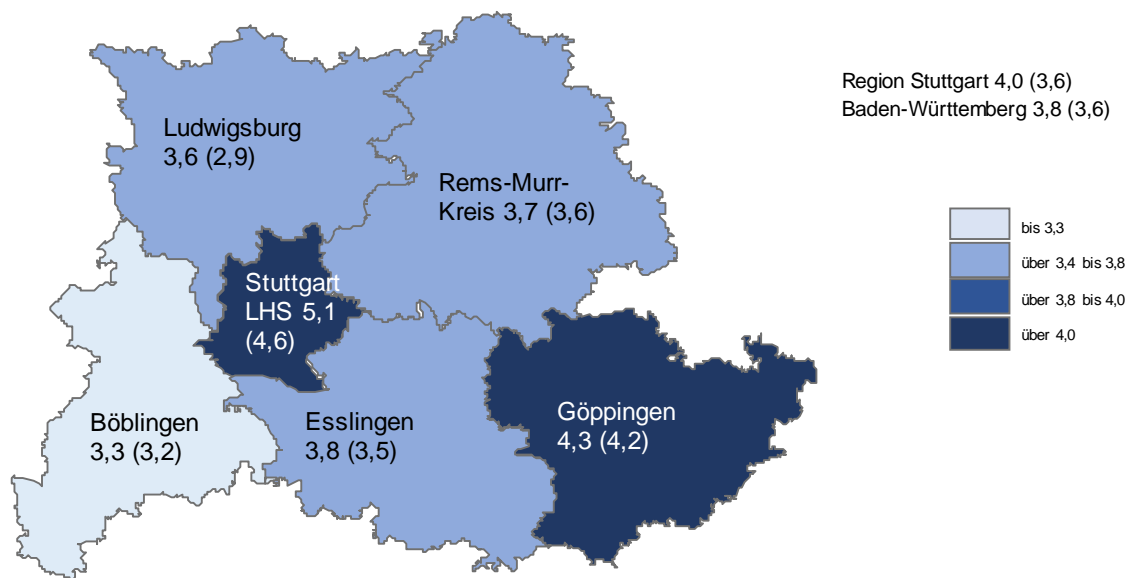 Region Stuttgart 4,0 (3,6)
Baden-Württemberg 3,8 (3,6)
Ludwigsburg
3,6 (2,9)
Rems-Murr-
Kreis 3,7 (3,6)
Stuttgart
LHS 5,1
(4,6)
Böblingen
3,3 (3,2)
Esslingen
3,8 (3,5)
Göppingen
4,3 (4,2)
bis 3,3
über 3,4 bis 3,8
über 3,8 bis 4,0
über 4,0